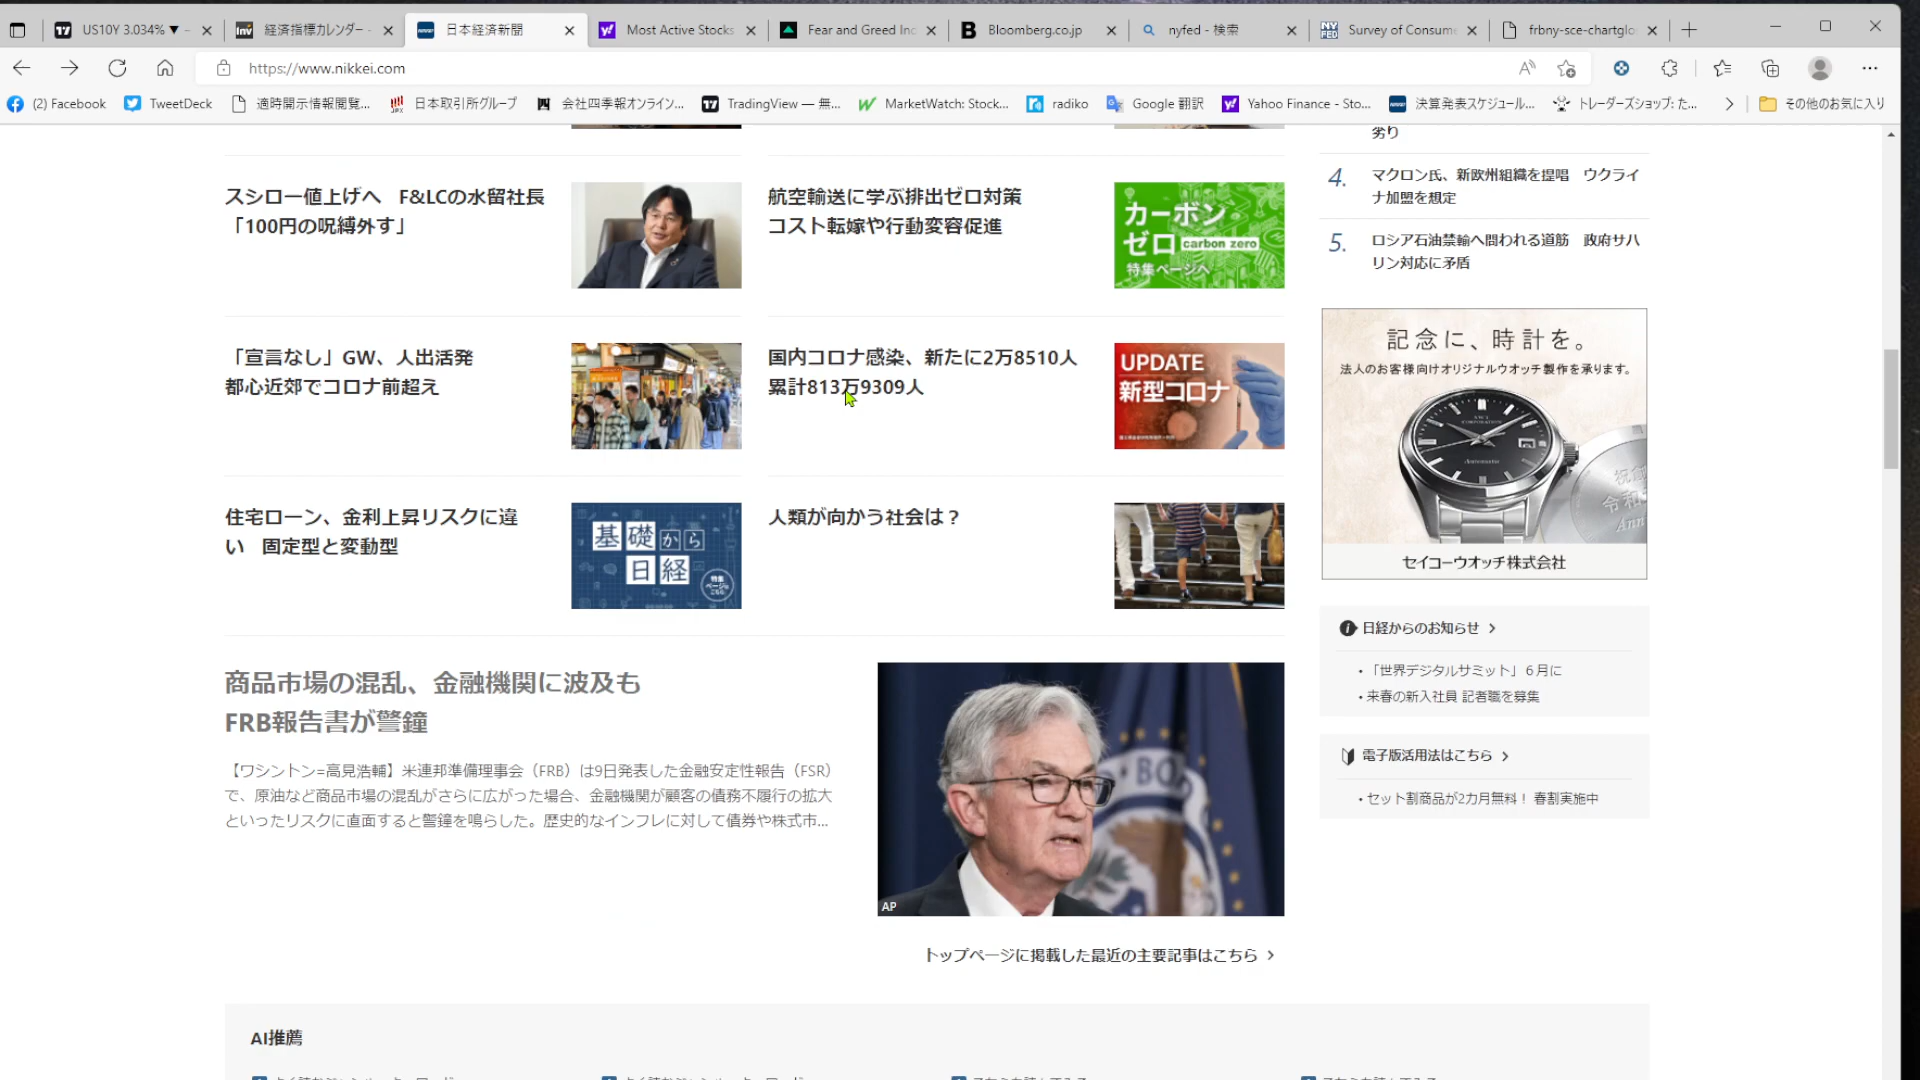 US10Y 3.034% ▼ -
経済指標カレンダー -
日本経済新聞
Most Active Stocks
Fear and Greed Inc
Bloomberg.co.jp
nyfed - 検索
Survey of Consume
frbny-sce-chartglo
https://www.nikkei.com
(2) Facebook
TweetDeck
適時開示情報閲覧...
日本取引所グループ
会社四季報オンライン...
TradingView — 無...
MarketWatch: Stock...
radiko
Google 翻訳
Yahoo Finance - Sto...
決算発表スケジュール...
トレーダーズショップ: た...
その他のお気に入り
スシロー値上げへ F&LCの水留社長
「100円の呪縛外す」
航空輸送に学ぶ排出ゼロ対策
コスト転嫁や行動変容促進
カーボン
ゼロ carbon zero
特集ページへ
「宣言なし」GW、人出活発
都心近郊でコロナ前超え
国内コロナ感染、新たに2万8510人
累計813万9309人
UPDATE
新型コロナ
住宅ローン、金利上昇リスクに違
い 固定型と変動型
基礎から
日経
特集
ページは
こちら
人類が向かう社会は？
商品市場の混乱、金融機関に波及も
FRB報告書が警鐘
【ワシントン=高見浩輔】米連邦準備理事会（FRB）は9日発表した金融安定性報告（FSR）
で、原油など商品市場の混乱がさらに広がった場合、金融機関が顧客の債務不履行の拡大
といったリスクに直面すると警鐘を鳴らした。歴史的なインフレに対して債券や株式市...
AP
トップページに掲載した最近の主要記事はこちら
AI推薦
劣り
4. マクロン氏、新欧州組織を提唱 ウクライ
ナ加盟を想定
5. ロシア石油禁輸へ問われる道筋 政府サハ
リン対応に矛盾
記念に、時計を。
法人のお客様向けオリジナルウオッチ製作を承ります。
セイコーウオッチ株式会社
日経からのお知らせ
・「世界デジタルサミット」６月に
・来春の新入社員 記者職を募集
電子版活用法はこちら
・セット割商品が2カ月無料！ 春割実施中